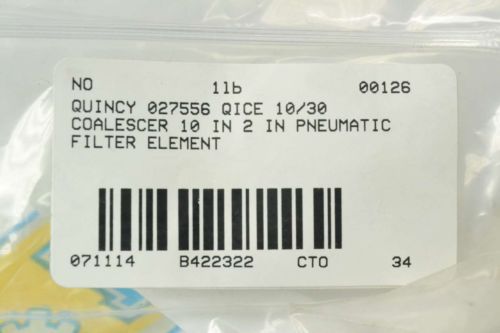 NO 1lb 00126
QUINCY 027556 QICE 10/30
COALESCER 10 IN 2 IN PNEUMATIC
FILTER ELEMENT
071114 B422322 CTO 34